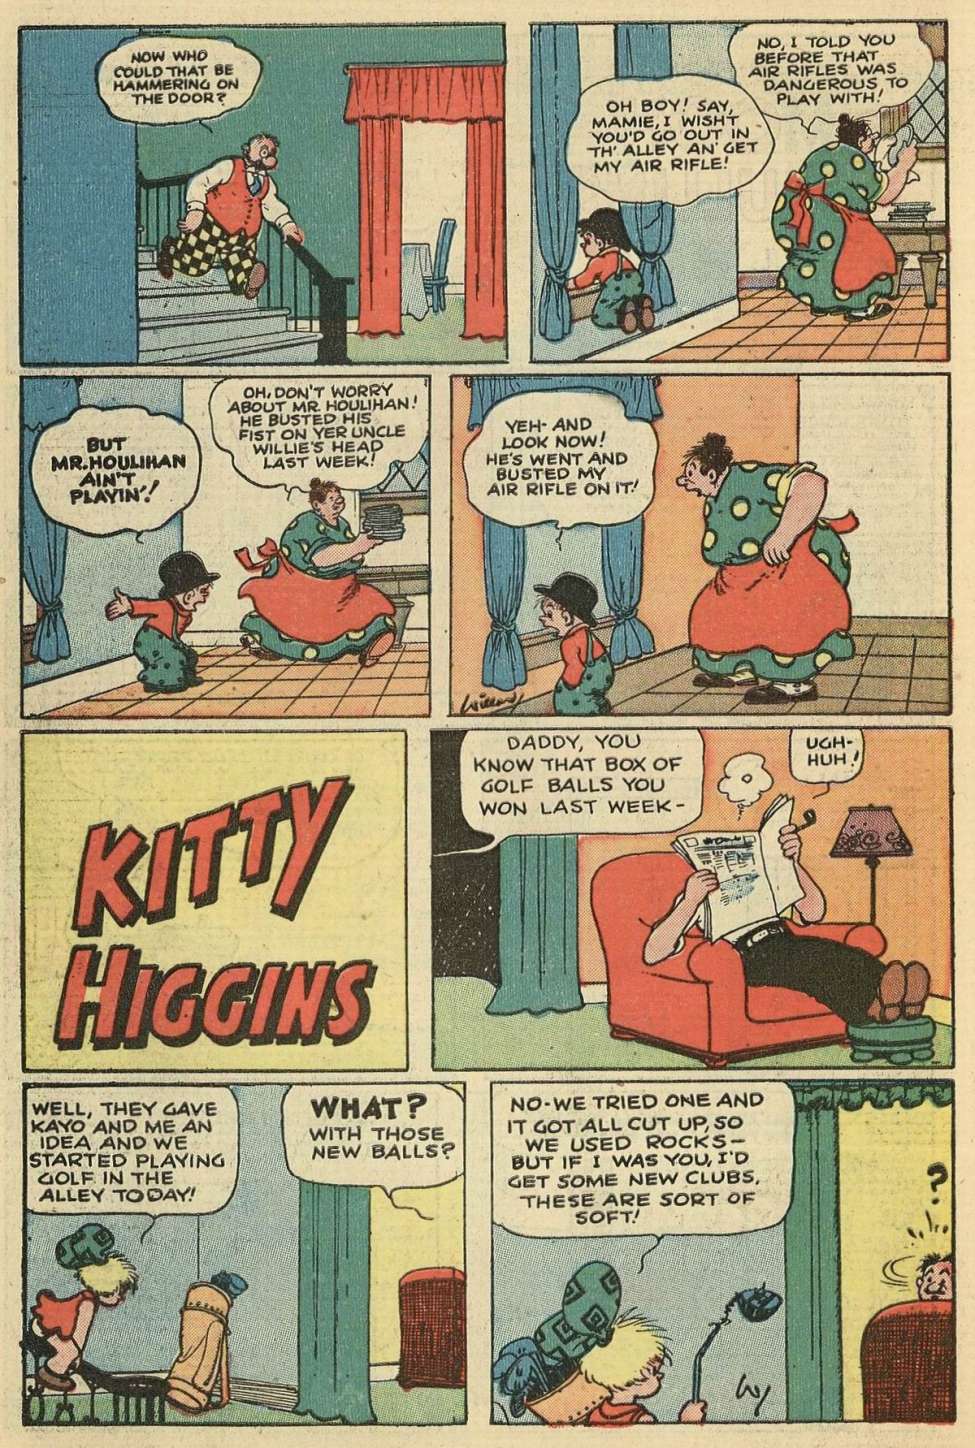 NOW WHO
COULD THAT BE
HAMMERING ON
THE DOOR?
OH BOY! SAY,
MAMIE, I WISHT
YOU'D GO OUT IN
TH' ALLEY AN' GET
MY AIR RIFLE!
NO, I TOLD YOU
BEFORE THAT
AIR RIFLES WAS
DANGEROUS TO
PLAY WITH!
BUT
MR. HOULIHAN
AIN'T
PLAYIN'!
OH, DON'T WORRY
ABOUT MR. HOULIHAN!
HE BUSTED HIS
FIST ON YER UNCLE
WILLIE'S HEAD
LAST WEEK!
YEH- AND
LOOK NOW!
HE'S WENT AND
BUSTED MY
AIR RIFLE ON IT!
Willard
KITTY
HIGGINS
DADDY, YOU
KNOW THAT BOX OF
GOLF BALLS YOU
WON LAST WEEK-
UGH-
HUH!
WELL, THEY GAVE
KAYO AND ME AN
IDEA AND WE
STARTED PLAYING
GOLF IN THE
ALLEY TODAY!
WHAT?
WITH THOSE
NEW BALLS?
NO-WE TRIED ONE AND
IT GOT ALL CUT UP, SO
WE USED ROCKS-
BUT IF I WAS YOU, I'D
GET SOME NEW CLUBS.
THESE ARE SORT OF
SOFT!
?